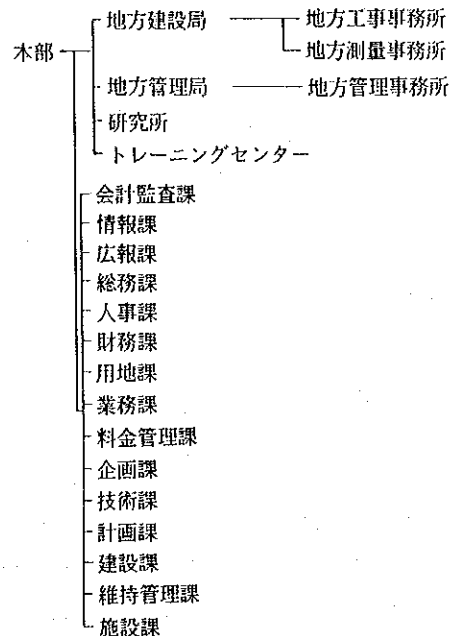 地方建設局 地方工事事務所
本部 地方測量事務所
地方管理局 地方管理事務所
研究所
トレーニングセンター
会計監査課
情報課
広報課
総務課
人事課
財務課
用地課
業務課
料金管理課
企画課
技術課
計画課
建設課
維持管理課
施設課